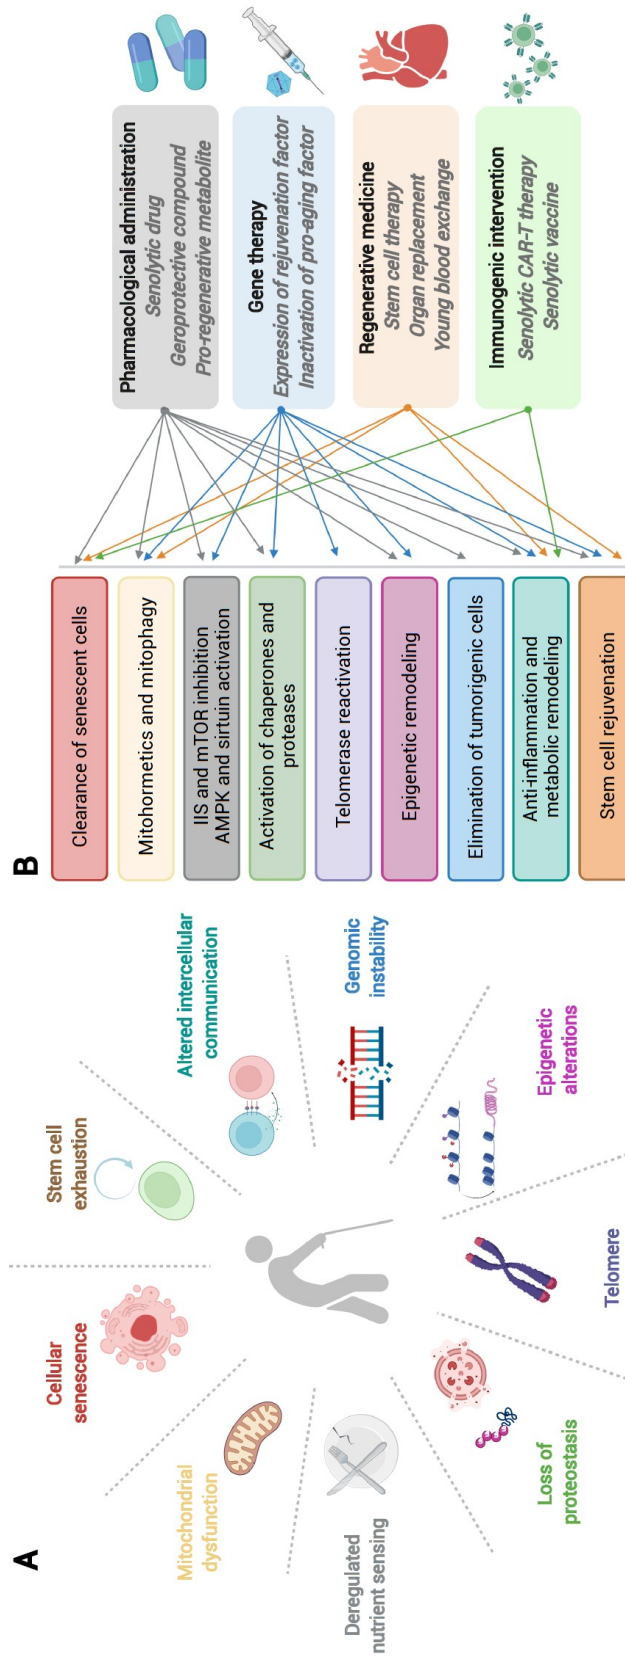 A
Cellular
senescence
Stem cell
exhaustion
Altered intercellular
communication
Genomic
instability
Epigenetic
alterations
Telomere
Loss of
proteostasis
Deregulated
nutrient sensing
Mitochondrial
dysfunction
B
Clearance of senescent cells
Mitohormetics and mitophagy
IIS and mTOR inhibition
AMPK and sirtuin activation
Activation of chaperones and
proteases
Telomerase reactivation
Epigenetic remodeling
Elimination of tumorigenic cells
Anti-inflammation and
metabolic remodeling
Stem cell rejuvenation
Pharmacological administration
Senolytic drug
Geroprotective compound
Pro-regenerative metabolite
Gene therapy
Expression of rejuvenation factor
Inactivation of pro-aging factor
Regenerative medicine
Stem cell therapy
Organ replacement
Young blood exchange
Immunogenic intervention
Senolytic CAR-T therapy
Senolytic vaccine